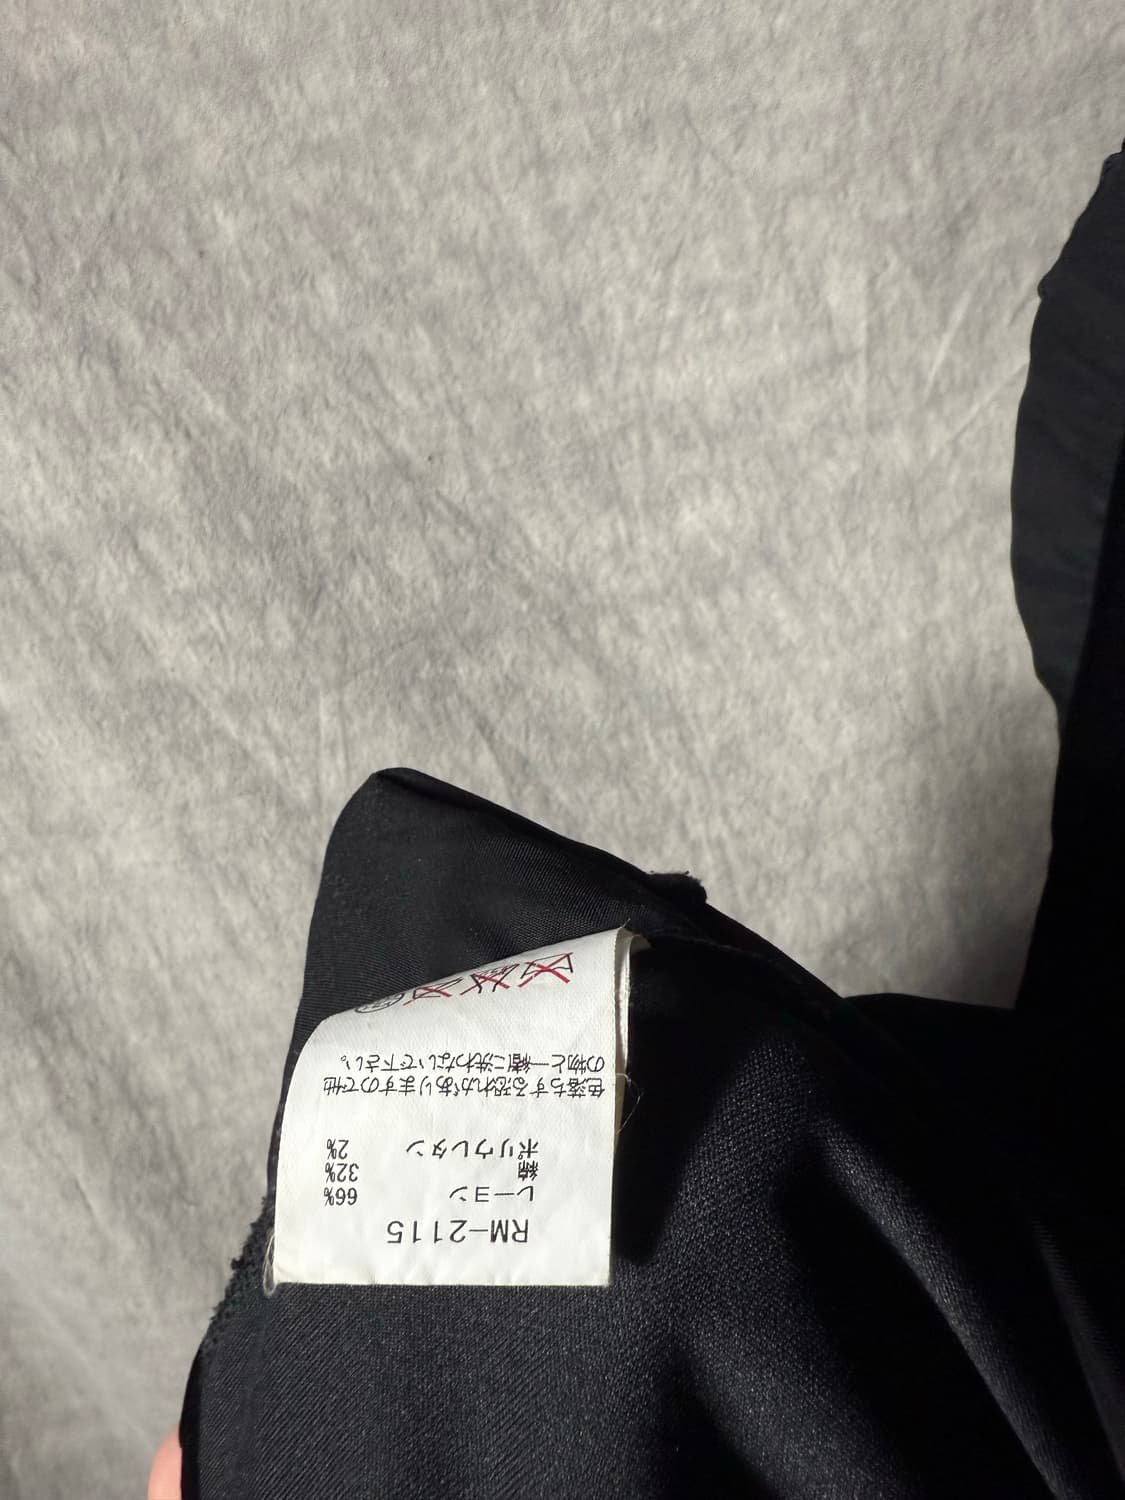 RM-2115
レーヨン 66%
綿 32%
ポリウレタン 2%
色落ちする恐れがありますので他
の物と一緒に洗わないで下さい。